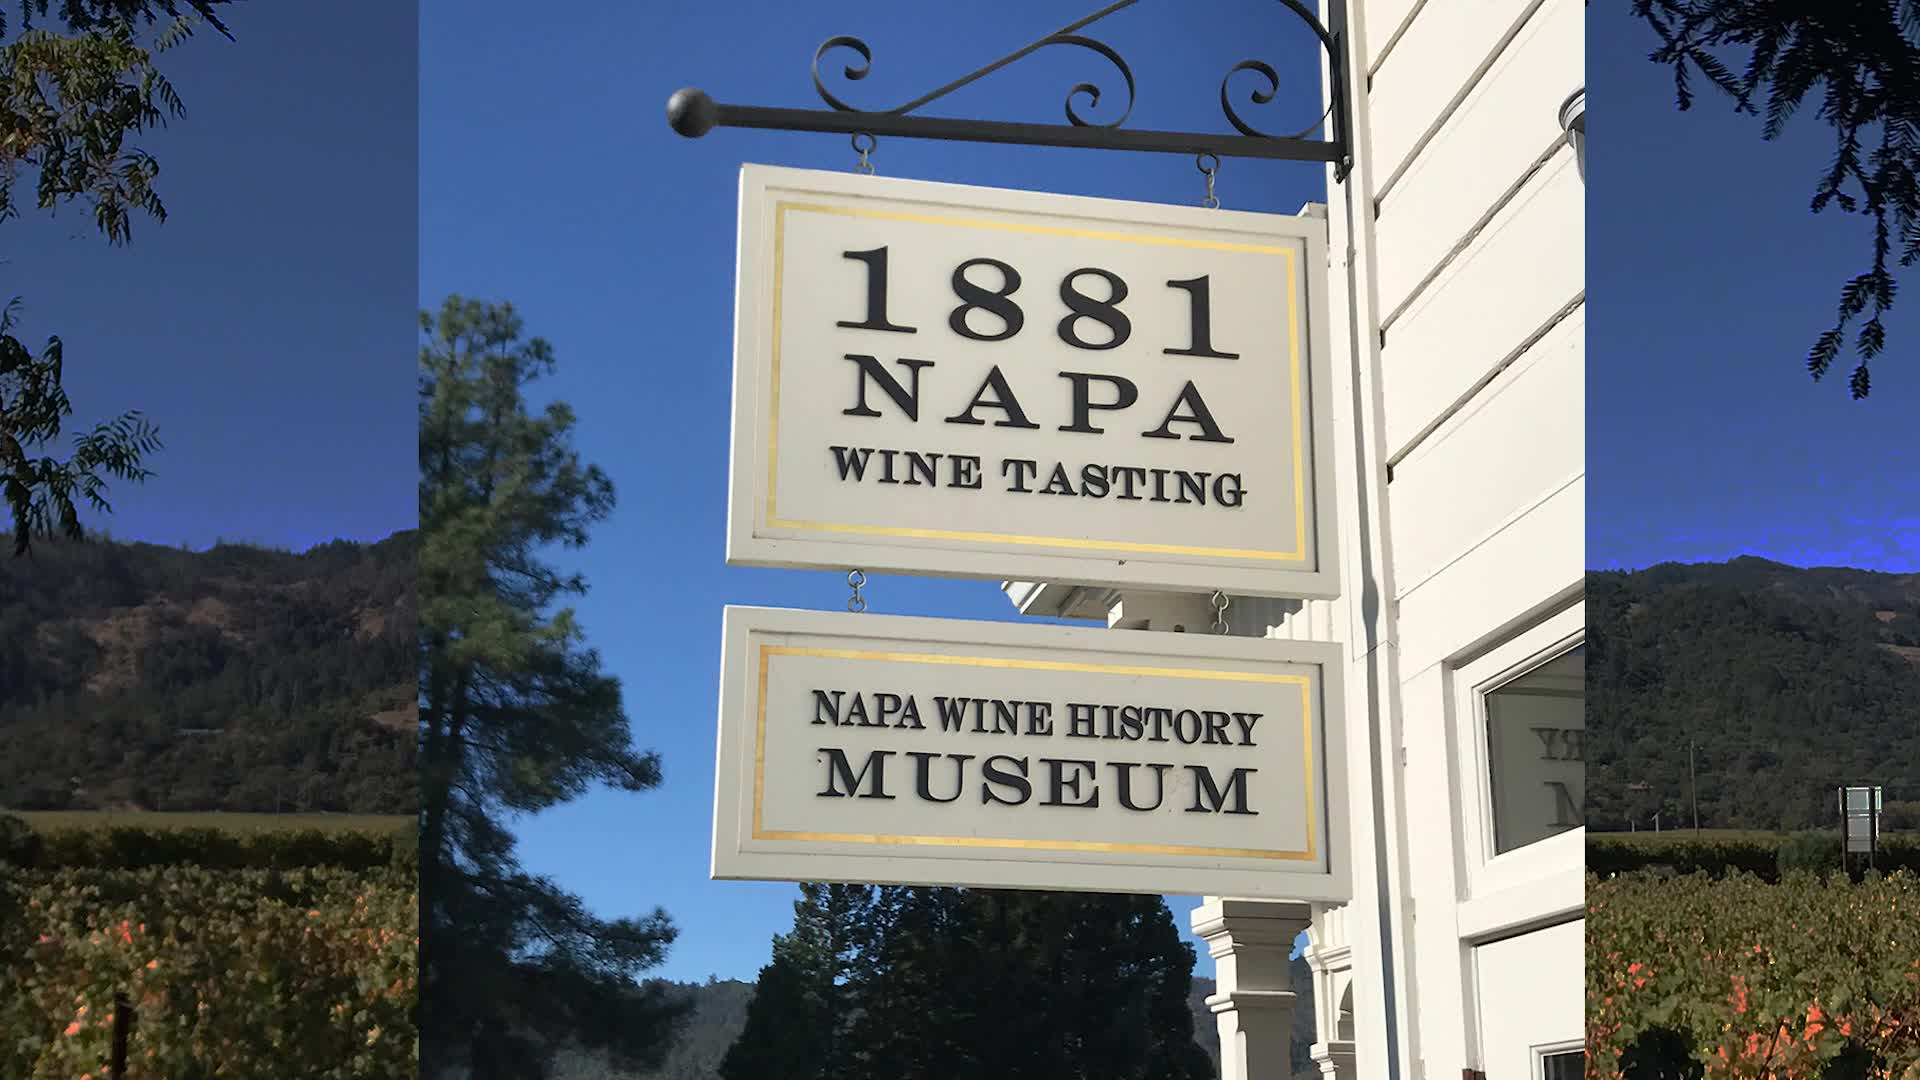 1881
NAPA
WINE TASTING
NAPA WINE HISTORY
MUSEUM